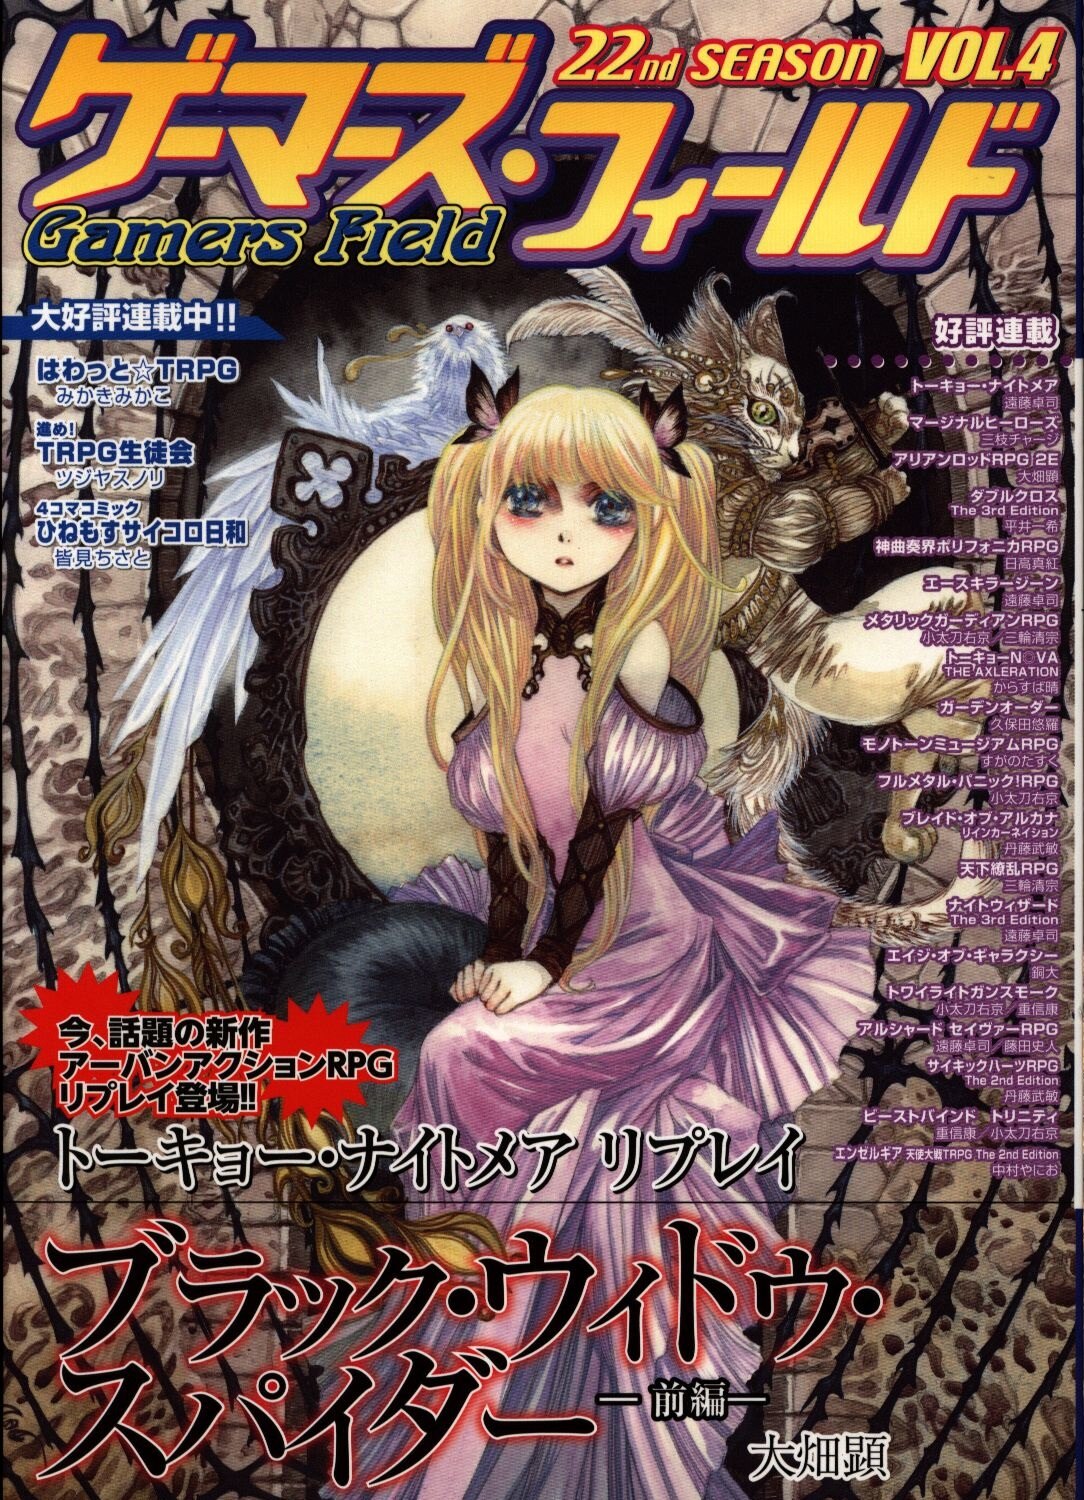 22nd SEASON VOL.4
ゲーマーズ・フィールド
Gamers Field
大好評連載中!!
はわっと☆TRPG
みかきみかこ
進め!
TRPG生徒会
ツジヤスノリ
4コマコミック
ひねもすサイコロ日和
皆見ちさと
好評連載
トーキョー・ナイトメア
遠藤卓司
マージナルヒーローズ
三枝チャージ
アリアンロッドRPG 2E
大畑顕
ダブルクロス
The 3rd Edition
平井一希
神曲奏界ポリフォニカRPG
日高真紅
エースキラージーン
遠藤卓司
メタリックガーディアンRPG
小太刀右京/三輪清宗
トーキョーN◎VA
THE AXLERATION
からすば晴
ガーデンオーダー
久保田悠羅
モノトーンミュージアムRPG
すがのたすく
フルメタル・パニック!RPG
小太刀右京
ブレイド・オブ・アルカナ
リインカーネイション
丹藤武敏
天下繚乱RPG
三輪清宗
ナイトウィザード
The 3rd Edition
遠藤卓司
エイジ・オブ・ギャラクシー
銅大
トワイライトガンスモーク
小太刀右京/重信康
アルシャード セイヴァーRPG
遠藤卓司/藤田史人
サイキックハーツRPG
The 2nd Edition
丹藤武敏
ビーストバインド トリニティ
重信康/小太刀右京
エンゼルギア 天使大戦TRPG The 2nd Edition
中村やにお
今、話題の新作
アーバンアクションRPG
リプレイ登場!!
トーキョー・ナイトメア リプレイ
ブラック・ウィドゥ・
スパイダー ―前編―
大畑顕